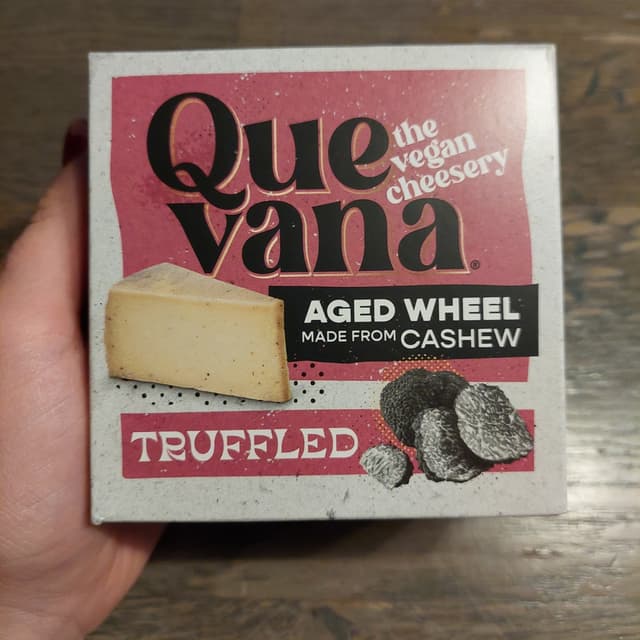 Que
vana®
the
vegan
cheesery
AGED WHEEL
MADE FROM CASHEW
TRUFFLED